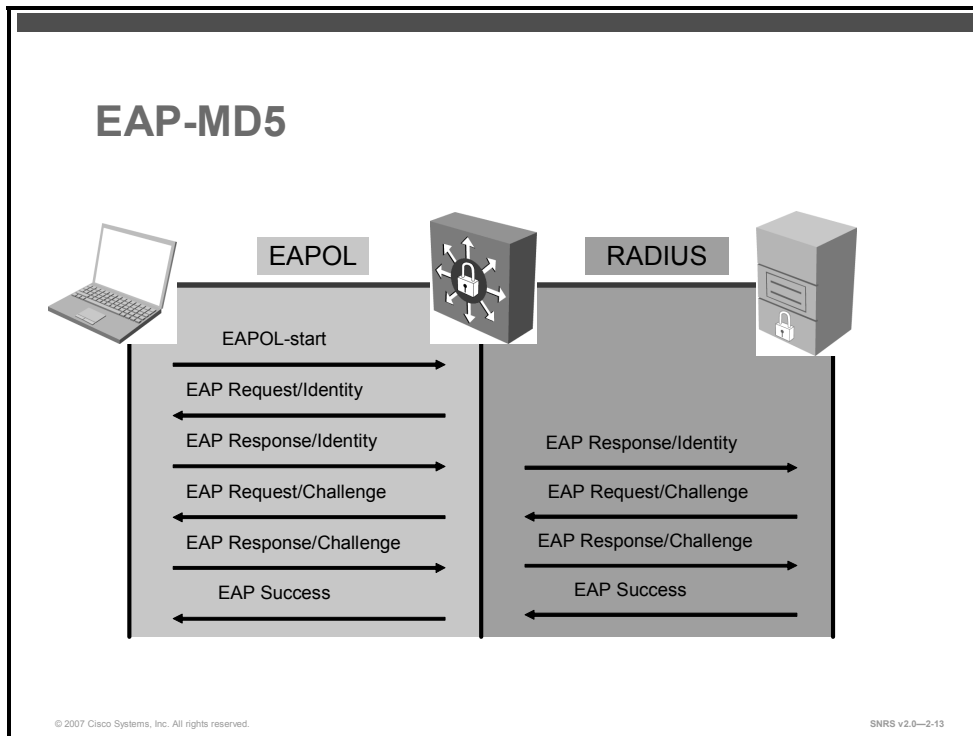 EAP-MD5
EAPOL
RADIUS
EAPOL-start
EAP Request/Identity
EAP Response/Identity
EAP Response/Identity
EAP Request/Challenge
EAP Request/Challenge
EAP Response/Challenge
EAP Response/Challenge
EAP Success
EAP Success
© 2007 Cisco Systems, Inc. All rights reserved.
SNRS v2.0—2-13